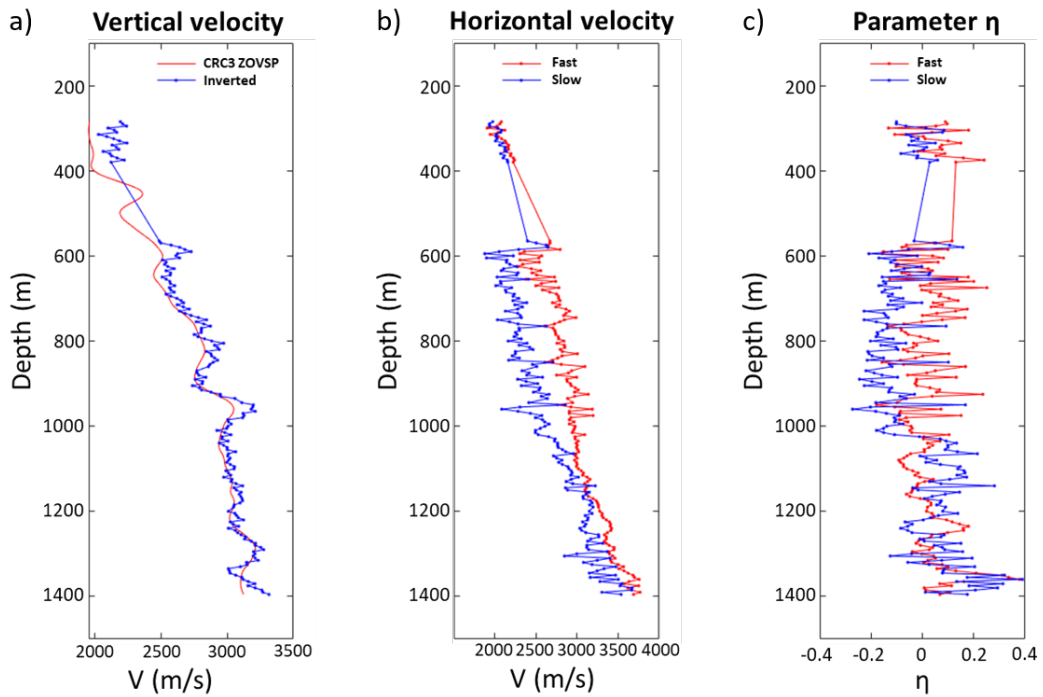 a) Vertical velocity
CRC3 ZOVSP
Inverted
Depth (m)
200
400
600
800
1000
1200
1400
2000 2500 3000 3500
V (m/s)
b) Horizontal velocity
Fast
Slow
Depth (m)
200
400
600
800
1000
1200
1400
2000 2500 3000 3500 4000
V (m/s)
c) Parameter η
Fast
Slow
Depth (m)
200
400
600
800
1000
1200
1400
-0.4 -0.2 0 0.2 0.4
η